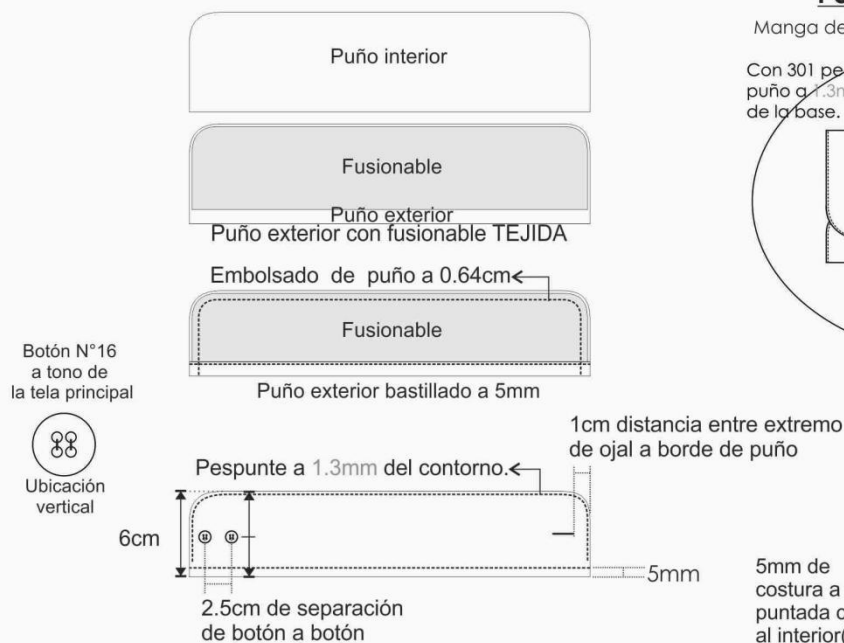 Puño interior
Fusionable
Puño exterior
Puño exterior con fusionable TEJIDA
Embolsado de puño a 0.64cm
Fusionable
Puño exterior bastillado a 5mm
Botón N°16
a tono de
la tela principal
Ubicación
vertical
Pespunte a 1.3mm del contorno.
1cm distancia entre extremo
de ojal a borde de puño
6cm
5mm
2.5cm de separación
de botón a botón
Manga de
Con 301 pe
puño a 1.3m
de la base.
5mm de
costura a
puntada
al interior